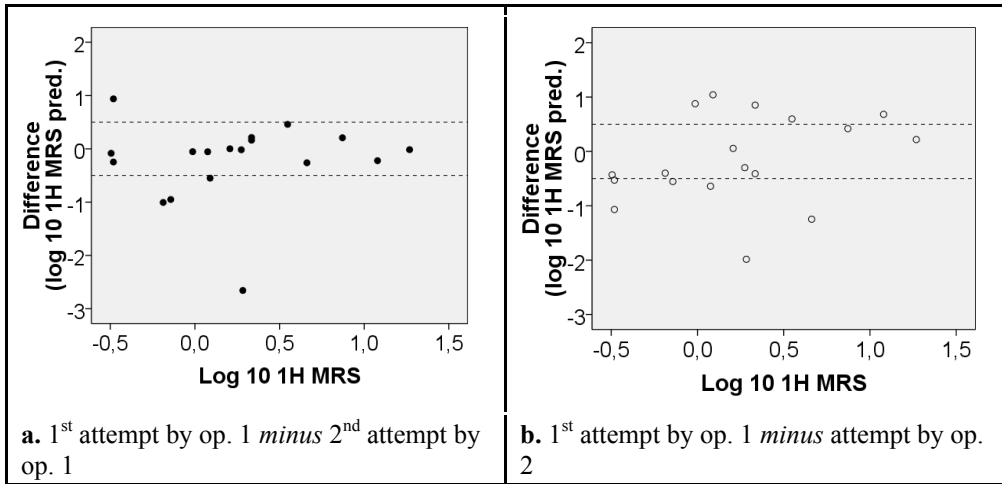 2
1
0
-1
-2
-3
Difference
(log 10 1H MRS pred.)
-0,5 0,0 0,5 1,0 1,5
Log 10 1H MRS
a. 1st attempt by op. 1 minus 2nd attempt by
op. 1
2
1
0
-1
-2
-3
Difference
(log 10 1H MRS pred.)
-0,5 0,0 0,5 1,0 1,5
Log 10 1H MRS
b. 1st attempt by op. 1 minus attempt by op.
2